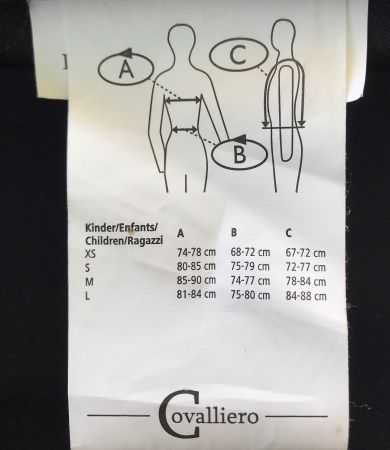 A
C
B
Kinder/Enfants/
Children/Ragazzi A B C
XS 74-78 cm 68-72 cm 67-72 cm
S 80-85 cm 75-79 cm 72-77 cm
M 85-90 cm 74-77 cm 78-84 cm
L 81-84 cm 75-80 cm 84-88 cm
Covalliero